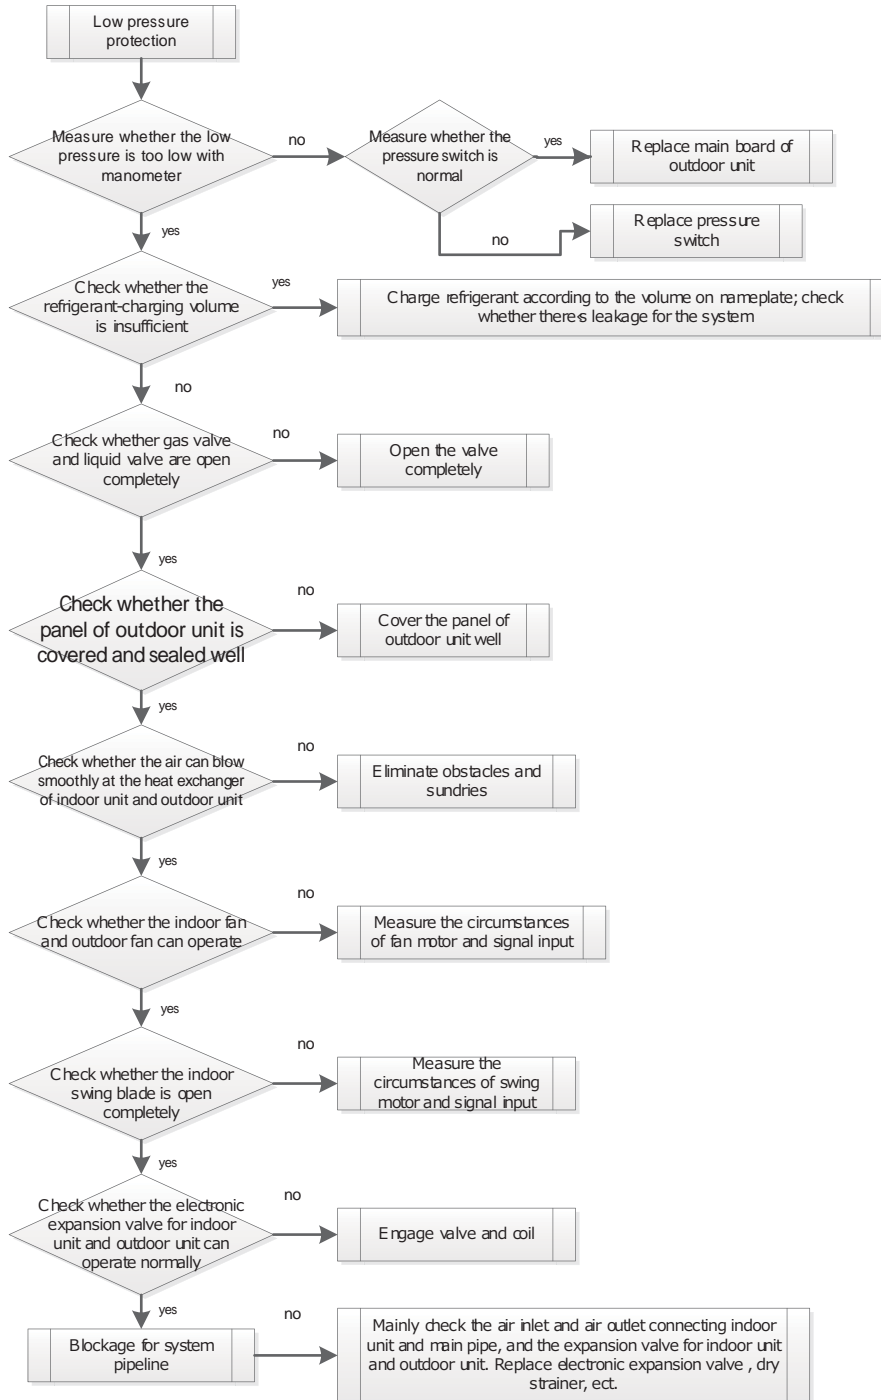 Low pressure
protection
Measure whether the low
pressure is too low with
manometer
no
Measure whether the
pressure switch is
normal
yes
Replace main board of
outdoor unit
no
Replace pressure
switch
yes
Check whether the
refrigerant-charging volume
is insufficient
yes
Charge refrigerant according to the volume on nameplate; check
whether there‹s leakage for the system
no
Check whether gas valve
and liquid valve are open
completely
no
Open the valve
completely
yes
Check whether the
panel of outdoor unit is
covered and sealed well
no
Cover the panel of
outdoor unit well
yes
Check whether the air can blow
smoothly at the heat exchanger
of indoor unit and outdoor unit
no
Eliminate obstacles and
sundries
yes
Check whether the indoor fan
and outdoor fan can operate
no
Measure the circumstances
of fan motor and signal input
yes
Check whether the indoor
swing blade is open
completely
no
Measure the
circumstances of swing
motor and signal input
yes
Check whether the electronic
expansion valve for indoor
unit and outdoor unit can
operate normally
no
Engage valve and coil
yes
Blockage for system
pipeline
no
Mainly check the air inlet and air outlet connecting indoor
unit and main pipe, and the expansion valve for indoor unit
and outdoor unit. Replace electronic expansion valve , dry
strainer, ect.